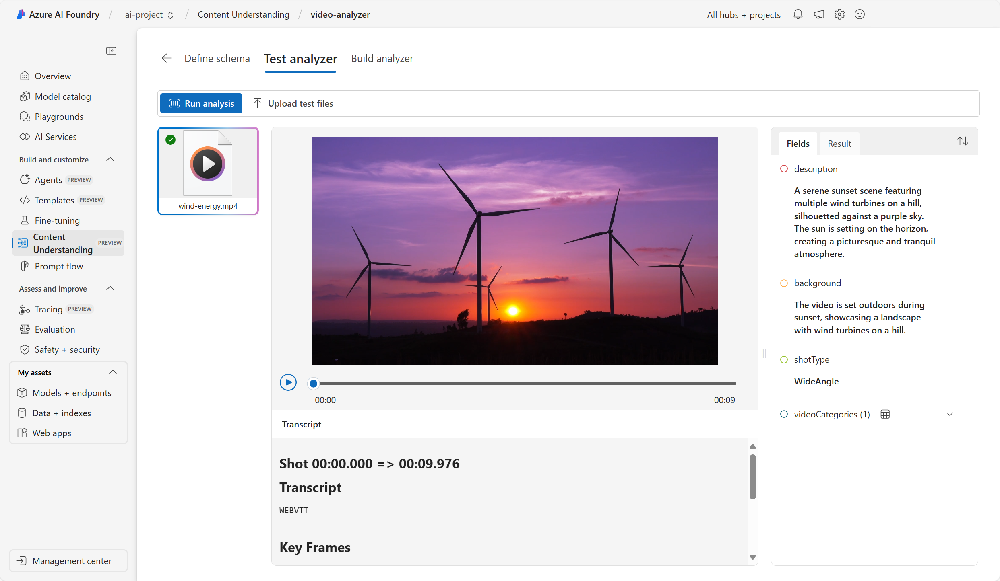 Azure AI Foundry / ai-project / Content Understanding / video-analyzer
All hubs + projects
Overview
Model catalog
Playgrounds
AI Services
Build and customize
Agents PREVIEW
Templates PREVIEW
Fine-tuning
Content
Understanding PREVIEW
Prompt flow
Assess and improve
Tracing PREVIEW
Evaluation
Safety + security
My assets
Models + endpoints
Data + indexes
Web apps
Management center
Define schema
Test analyzer
Build analyzer
Run analysis
Upload test files
wind-energy.mp4
00:00
00:09
Transcript
Shot 00:00.000 => 00:09.976
Transcript
WEBVTT
Key Frames
Fields
Result
description
A serene sunset scene featuring
multiple wind turbines on a hill,
silhouetted against a purple sky.
The sun is setting on the horizon,
creating a picturesque and tranquil
atmosphere.
background
The video is set outdoors during
sunset, showcasing a landscape
with wind turbines on a hill.
shotType
WideAngle
videoCategories (1)